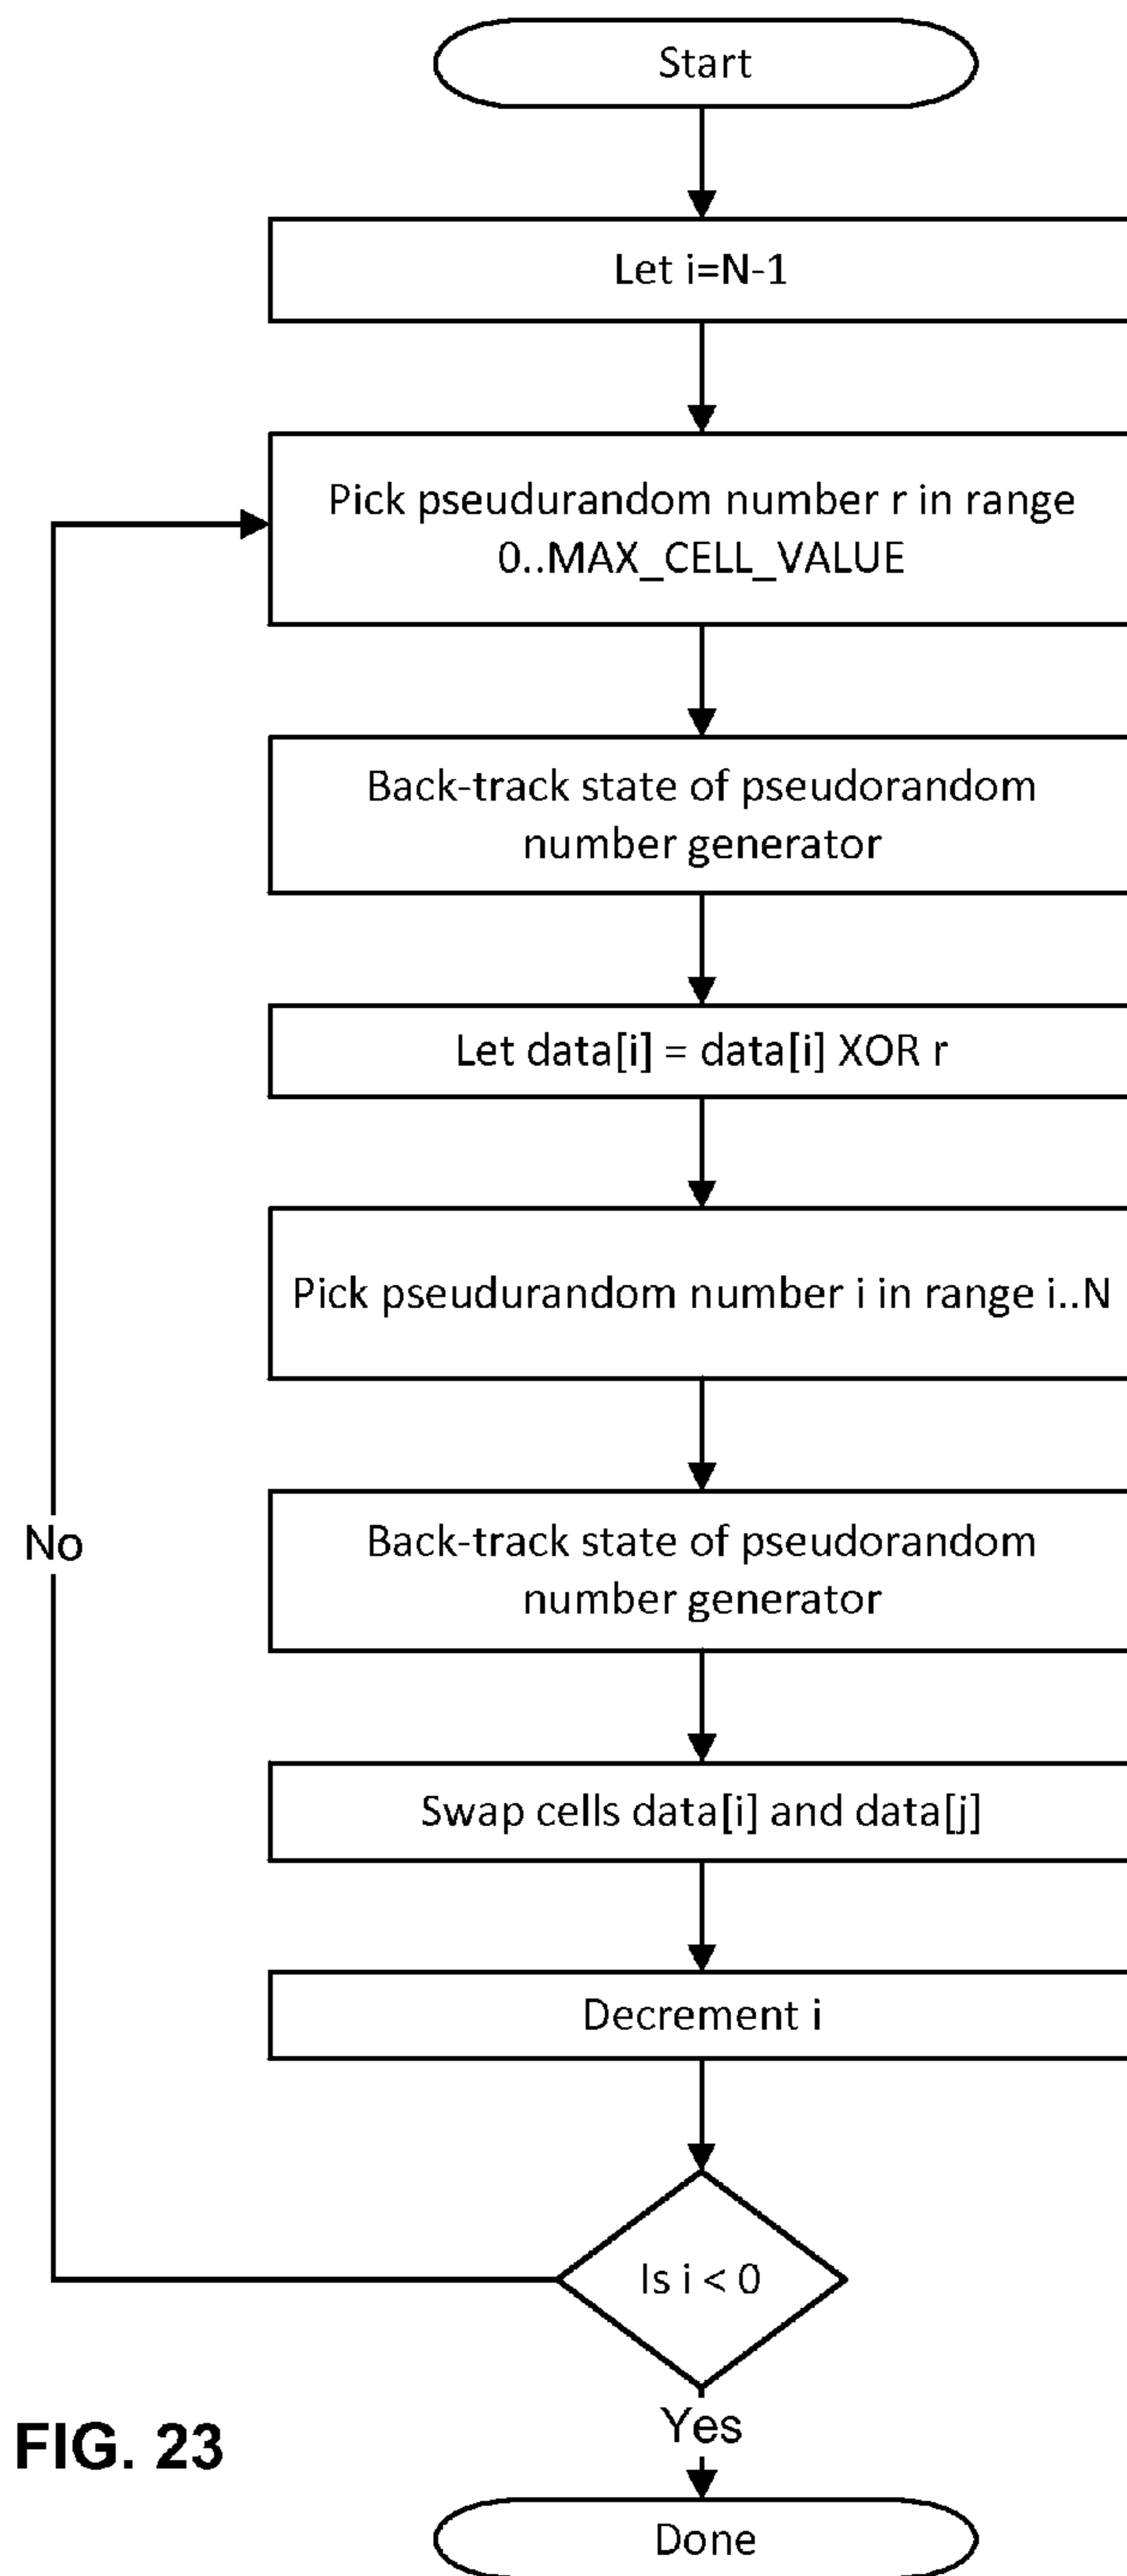 Start
Let i=N-1
Pick pseudurandom number r in range
0..MAX_CELL_VALUE
Back-track state of pseudorandom
number generator
Let data[i] = data[i] XOR r
Pick pseudurandom number i in range i..N
Back-track state of pseudorandom
number generator
No
Swap cells data[i] and data[j]
Decrement i
Is i < 0
Yes
FIG. 23
Done